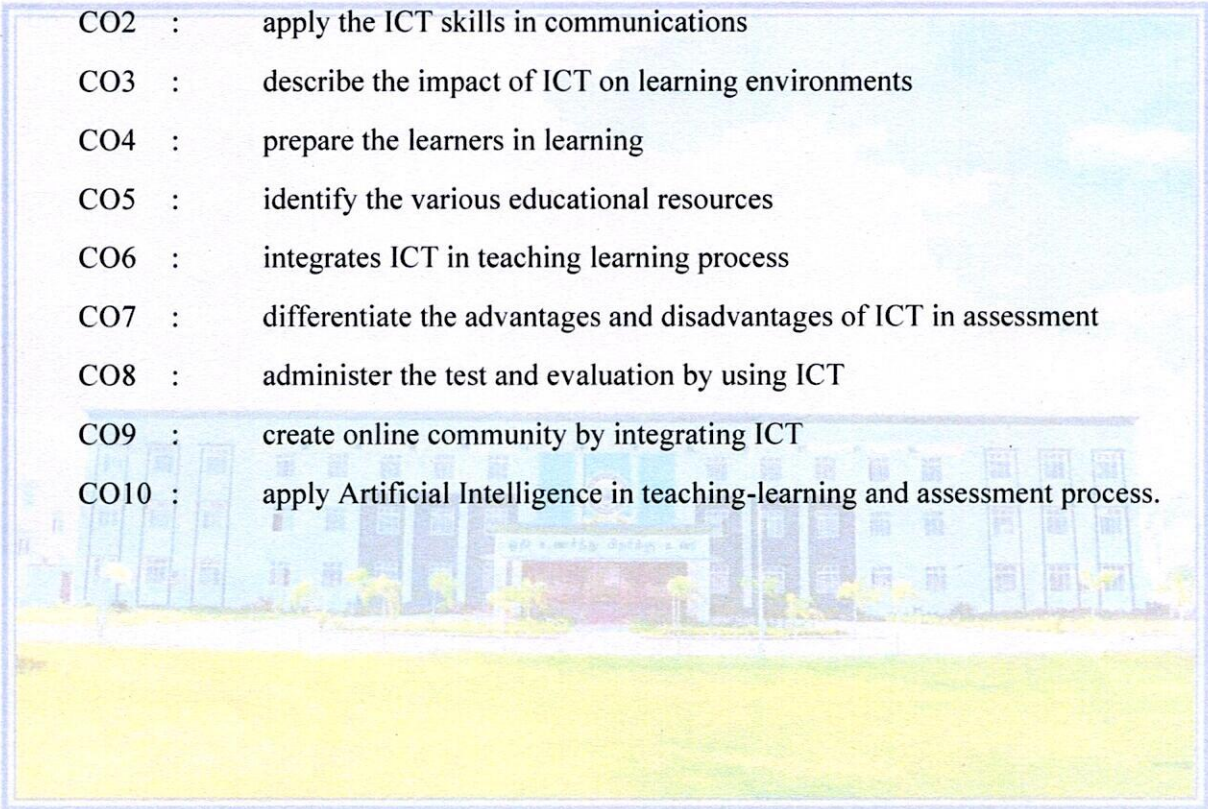 CO2 : apply the ICT skills in communications
CO3 : describe the impact of ICT on learning environments
CO4 : prepare the learners in learning
CO5 : identify the various educational resources
CO6 : integrates ICT in teaching learning process
CO7 : differentiate the advantages and disadvantages of ICT in assessment
CO8 : administer the test and evaluation by using ICT
CO9 : create online community by integrating ICT
CO10 : apply Artificial Intelligence in teaching-learning and assessment process.